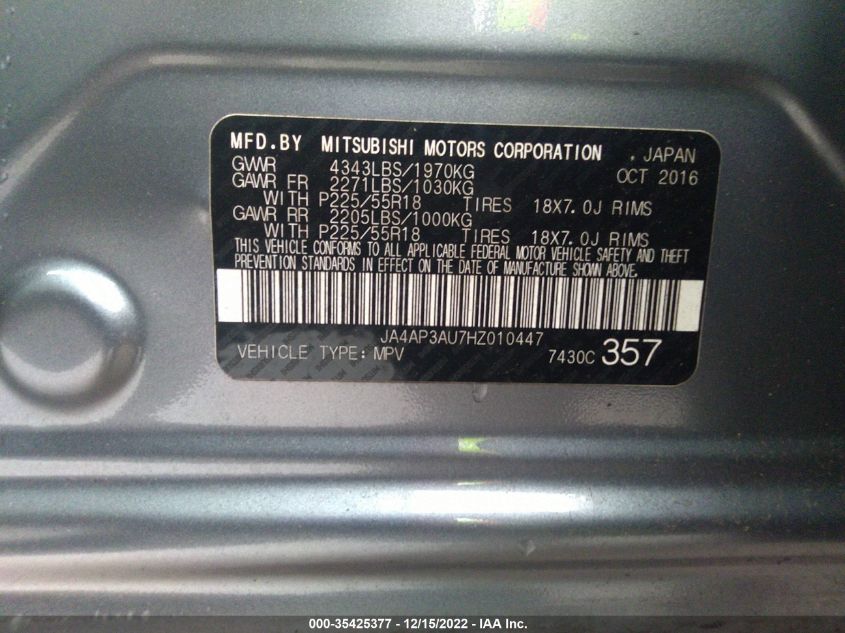 MFD.BY MITSUBISHI MOTORS CORPORATION , JAPAN
GVWR 4343LBS/1970KG OCT 2016
GAWR FR 2271LBS/1030KG
WITH P225/55R18 TIRES 18X7.0J RIMS
GAWR RR 2205LBS/1000KG
WITH P225/55R18 TIRES 18X7.0J RIMS
THIS VEHICLE CONFORMS TO ALL APPLICABLE FEDERAL MOTOR VEHICLE SAFETY AND THEFT
PREVENTION STANDARDS IN EFFECT ON THE DATE OF MANUFACTURE SHOWN ABOVE.
JA4AP3AU7HZ010447
VEHICLE TYPE: MPV 7430C 357
000-35425377 - 12/15/2022 - IAA Inc.